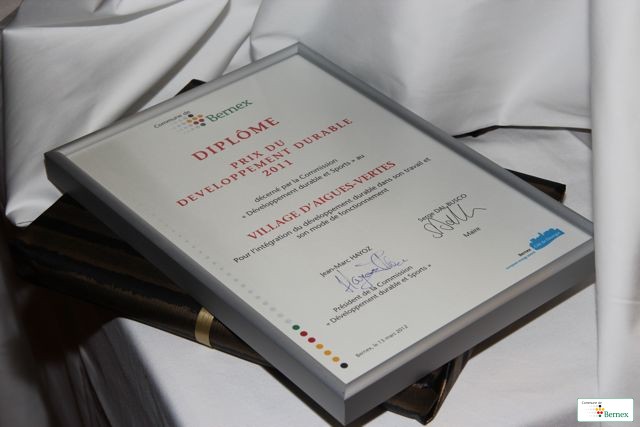 Commune de
Bernex
DIPLÔME
PRIX DU
DEVELOPPEMENT DURABLE
2011
décerné par la Commission
« Développement durable et Sports » au
VILLAGE D'AIGUES-VERTES
Pour l'intégration du développement durable dans son travail et
son mode de fonctionnement
Jean-Marc HAYOZ
Président de la Commission
« Développement durable et Sports »
Serge DAL BUSCO
Maire
Bernex, le 13 mars 2012
Bernex
Commune de
Bernex